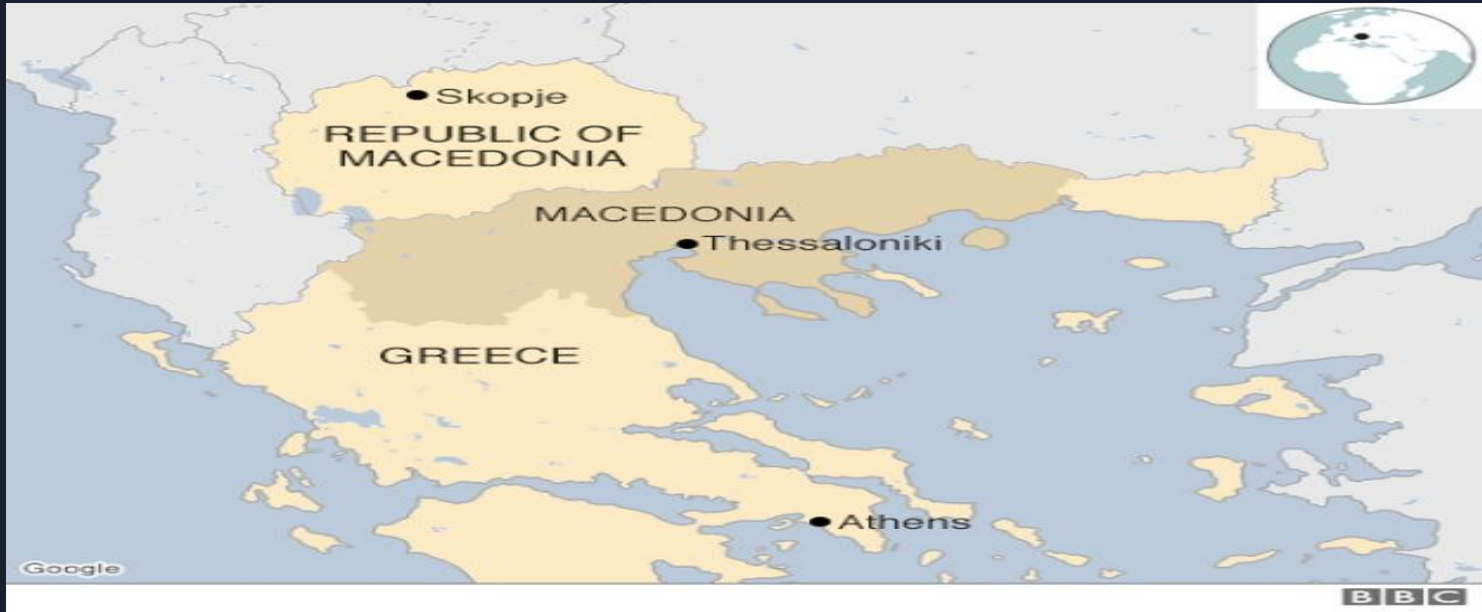 Skopje
REPUBLIC OF
MACEDONIA
MACEDONIA
Thessaloniki
GREECE
Athens
Google
BBC